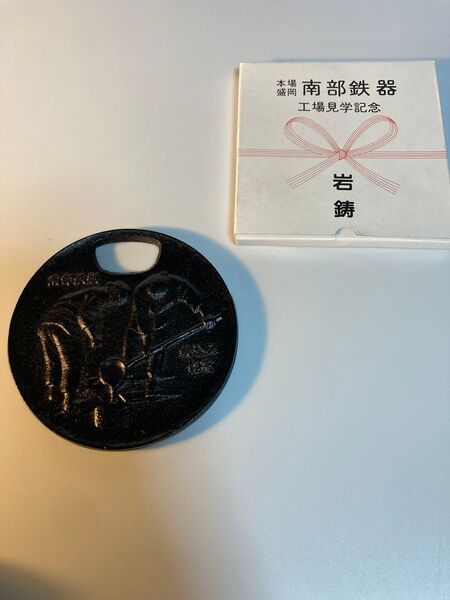 本場
盛岡 南部鉄器
工場見学記念
岩
鋳